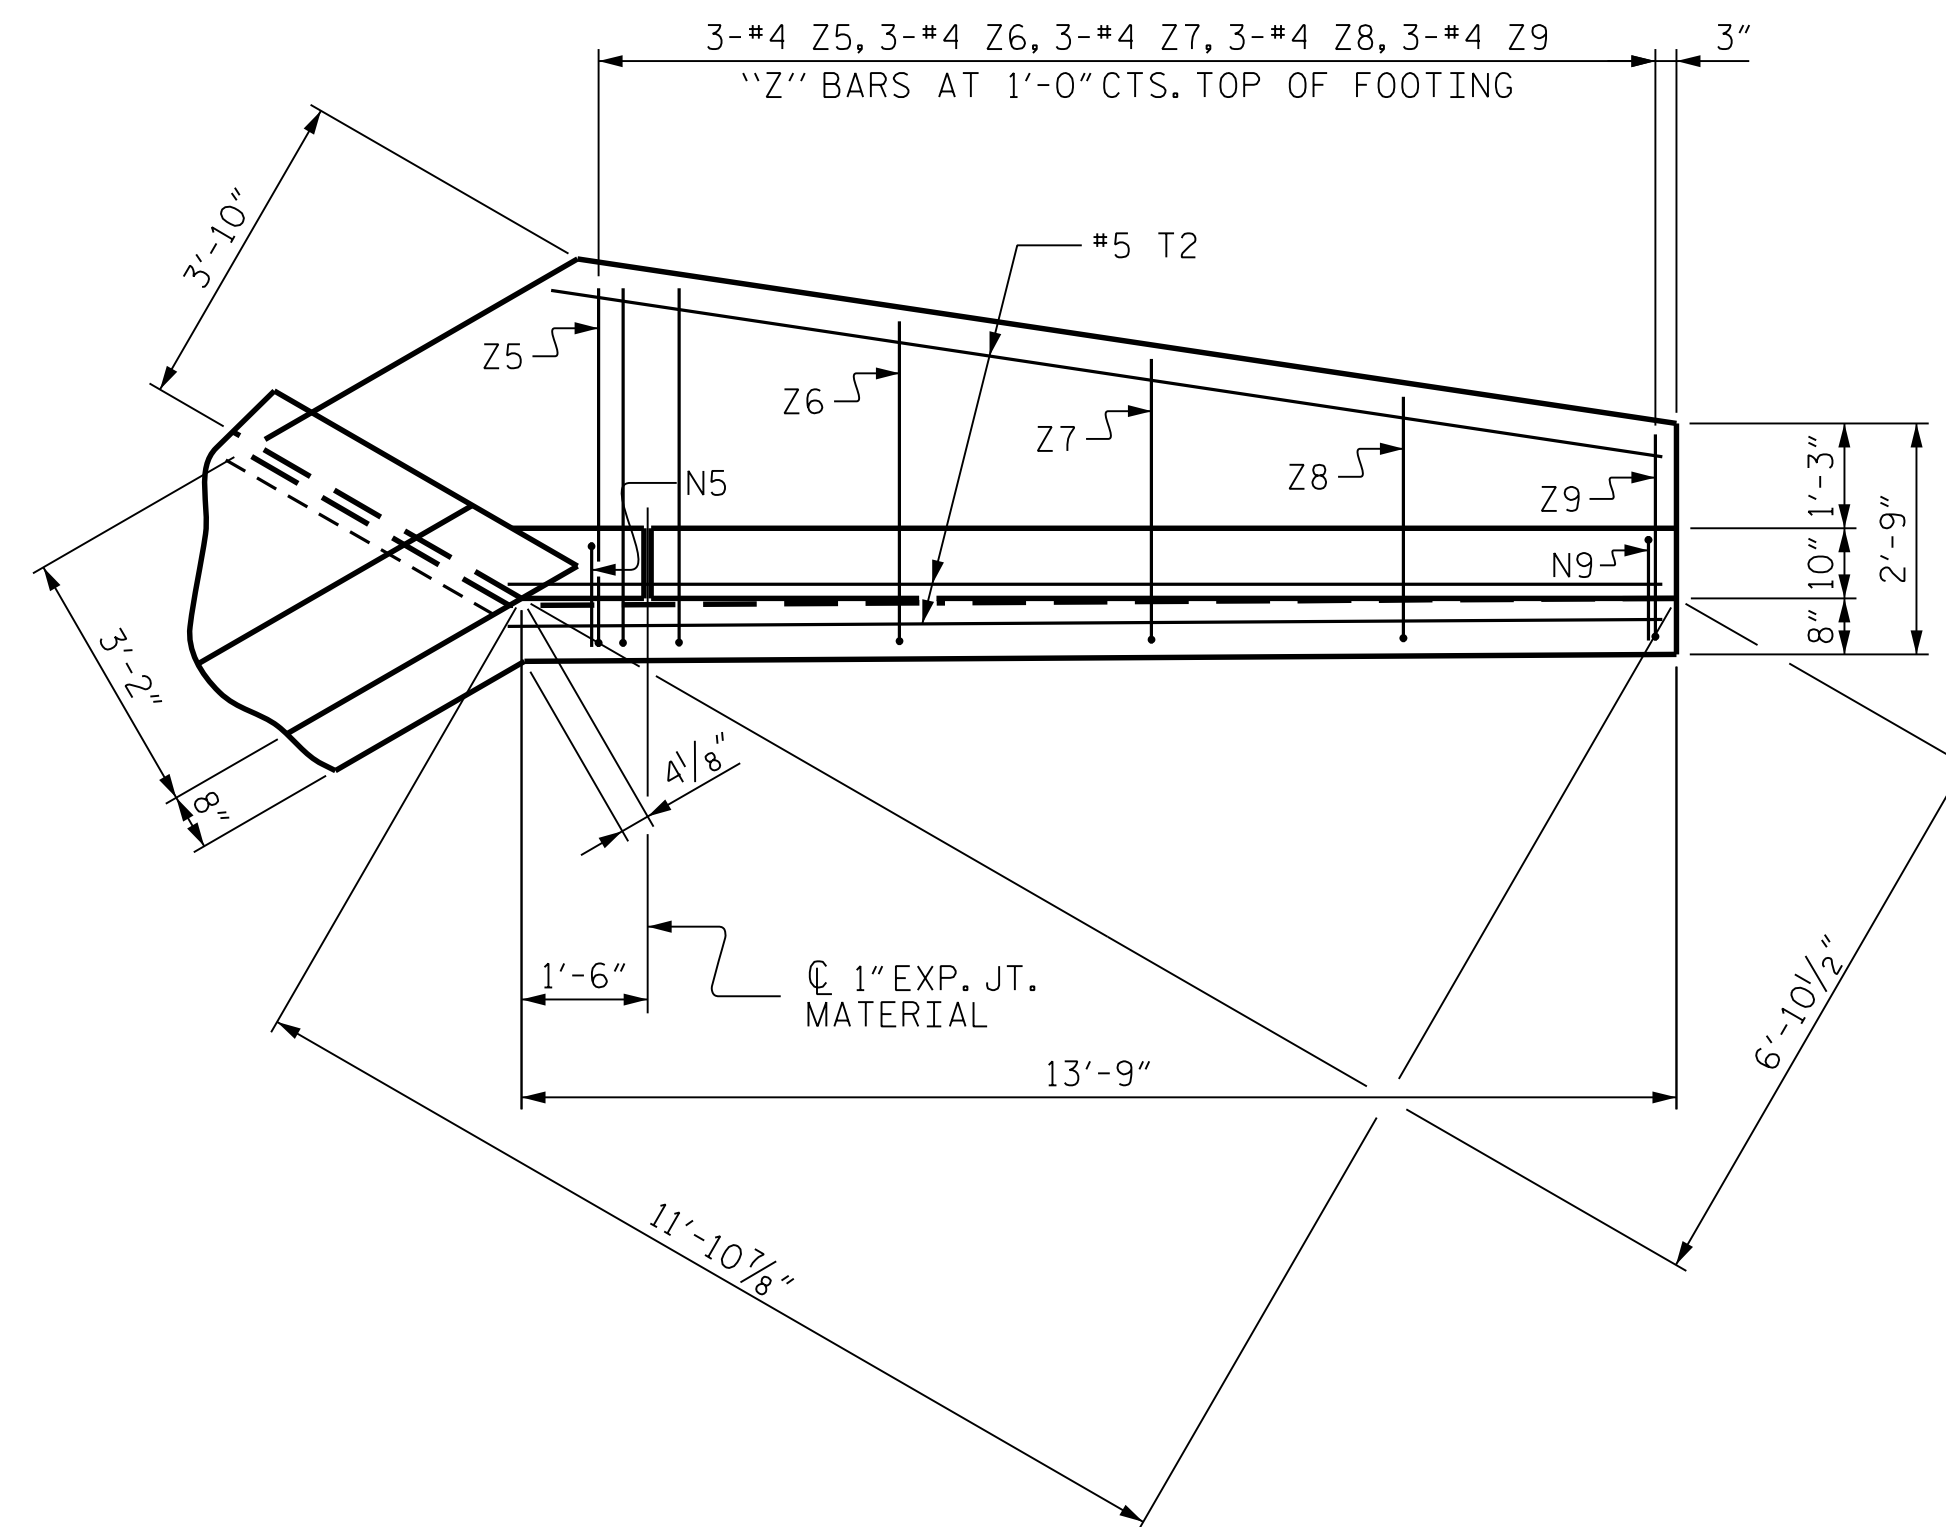 3-#4 Z5, 3-#4 Z6, 3-#4 Z7, 3-#4 Z8, 3-#4 Z9
3"
"Z" BARS AT 1'-0" CTS. TOP OF FOOTING
3'-10"
#5 T2
Z5
Z6
Z7
Z8
Z9
N5
N9
1'-3"
10"
8"
2'-9"
3'-2"
8"
4 1/8"
1'-6"
℄ 1" EXP. JT.
MATERIAL
13'-9"
6'-10 1/2"
11'-10 7/8"